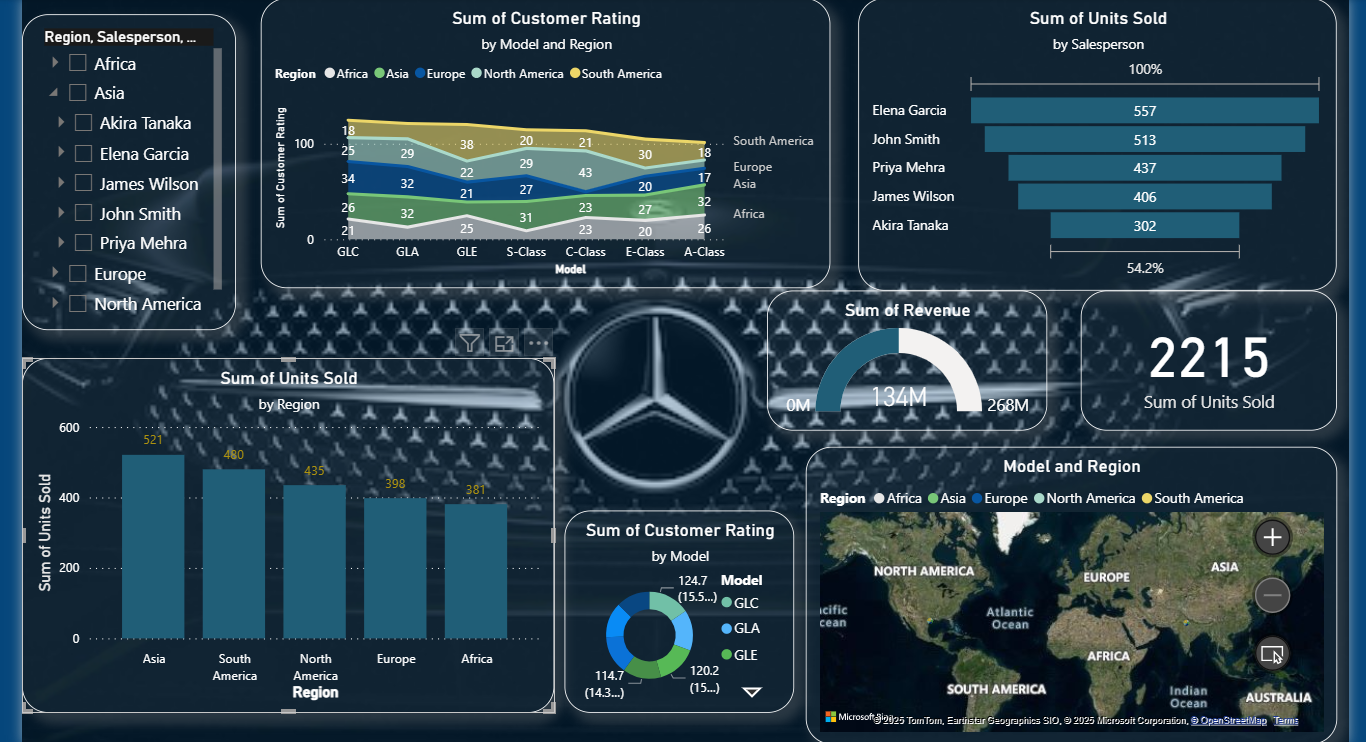 Region, Salesperson, ...
Africa
Asia
Akira Tanaka
Elena Garcia
James Wilson
John Smith
Priya Mehra
Europe
North America
Sum of Customer Rating
by Model and Region
Region Africa Asia Europe North America South America
Sum of Customer Rating
100
0
18
25
34
26
21
29
32
32
38
22
21
25
20
29
27
31
21
43
23
23
30
20
27
20
18
17
32
26
South America
Europe
Asia
Africa
GLC GLA GLE S-Class C-Class E-Class A-Class
Model
Sum of Units Sold
by Salesperson
100%
Elena Garcia 557
John Smith 513
Priya Mehra 437
James Wilson 406
Akira Tanaka 302
54.2%
Sum of Revenue
134M
0M 268M
2215
Sum of Units Sold
Sum of Units Sold
by Region
Sum of Units Sold
600
400
200
0
521
480
435
398
381
Asia
South
America
North
America
Europe
Africa
Region
Sum of Customer Rating
by Model
124.7
(15.5...)
120.2
(15...)
114.7
(14.3...)
Model
GLC
GLA
GLE
Model and Region
Region Africa Asia Europe North America South America
NORTH AMERICA
EUROPE
ASIA
acific
cean
Atlantic
Ocean
AFRICA
SOUTH AMERICA
Indian
Ocean
AUSTRALIA
Microsoft Bing
© 2025 TomTom, Earthstar Geographics SIO, © 2025 Microsoft Corporation, © OpenStreetMap Terms